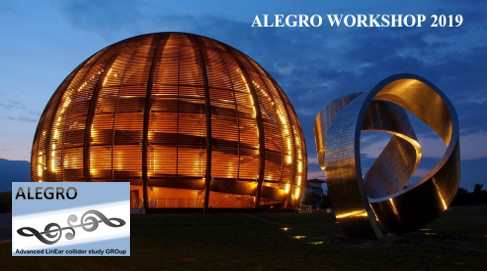 ALEGRO WORKSHOP 2019
ALEGRO
Advanced LinEar collider study GROup